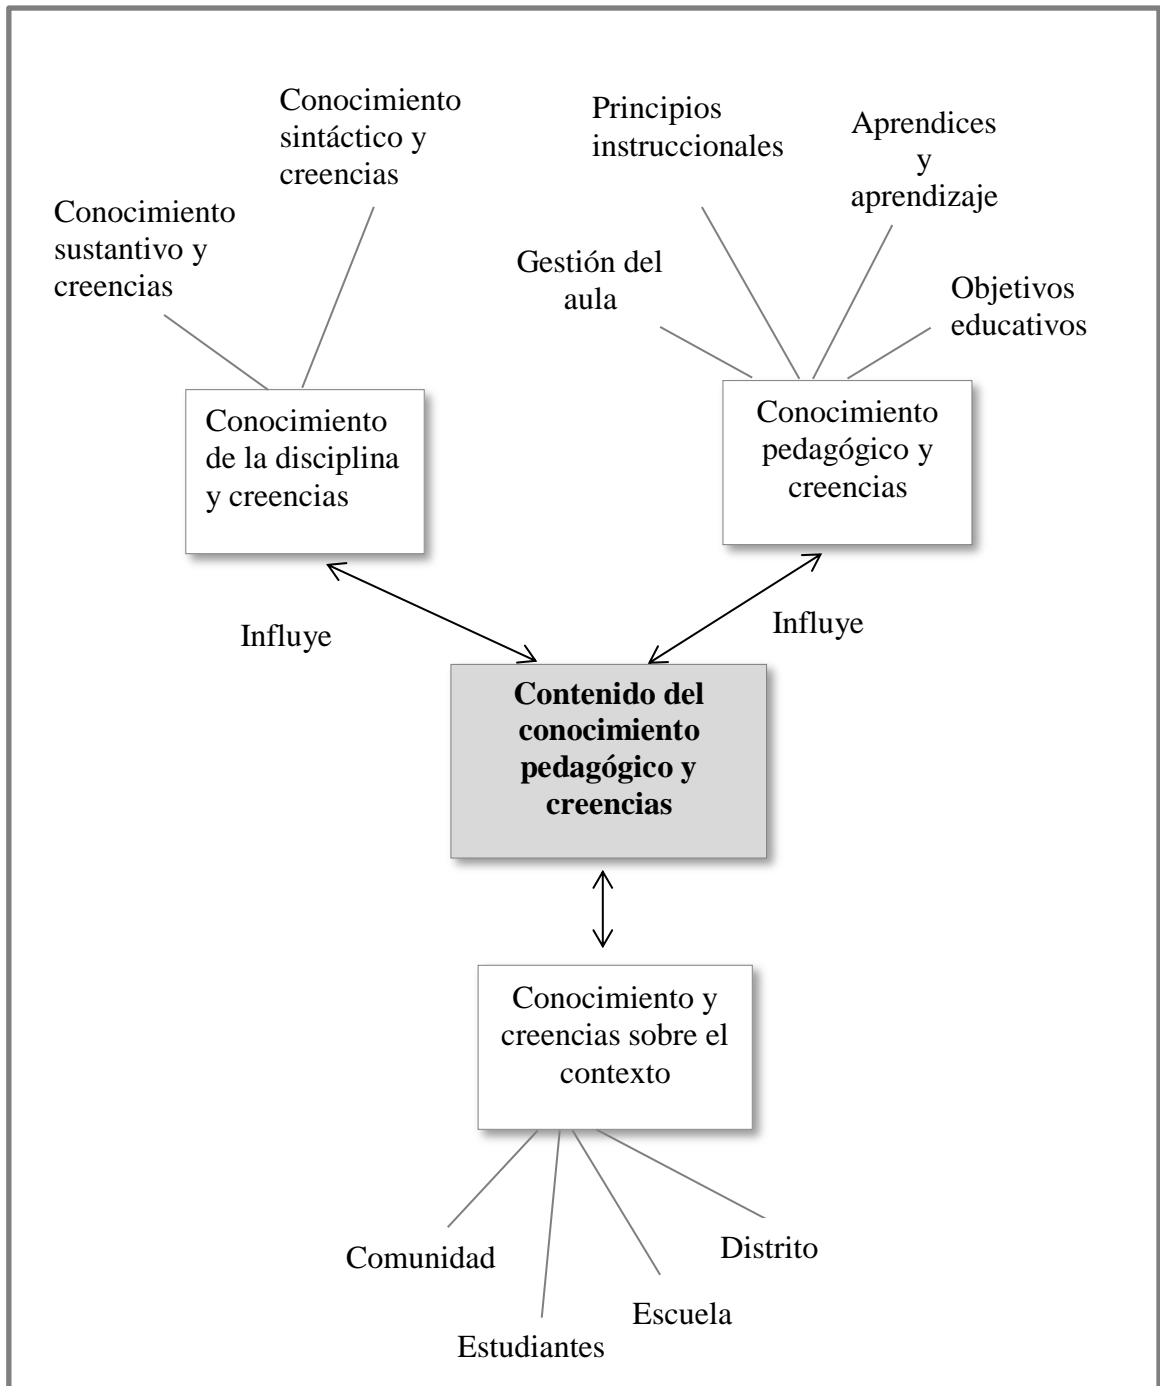 Conocimiento
sintáctico y
creencias
Conocimiento
sustantivo y
creencias
Principios
instruccionales
Aprendices
y
aprendizaje
Gestión del
aula
Objetivos
educativos
Conocimiento
de la disciplina
y creencias
Conocimiento
pedagógico y
creencias
Influye
Influye
Contenido del
conocimiento
pedagógico y
creencias
Conocimiento y
creencias sobre el
contexto
Comunidad
Estudiantes
Escuela
Distrito